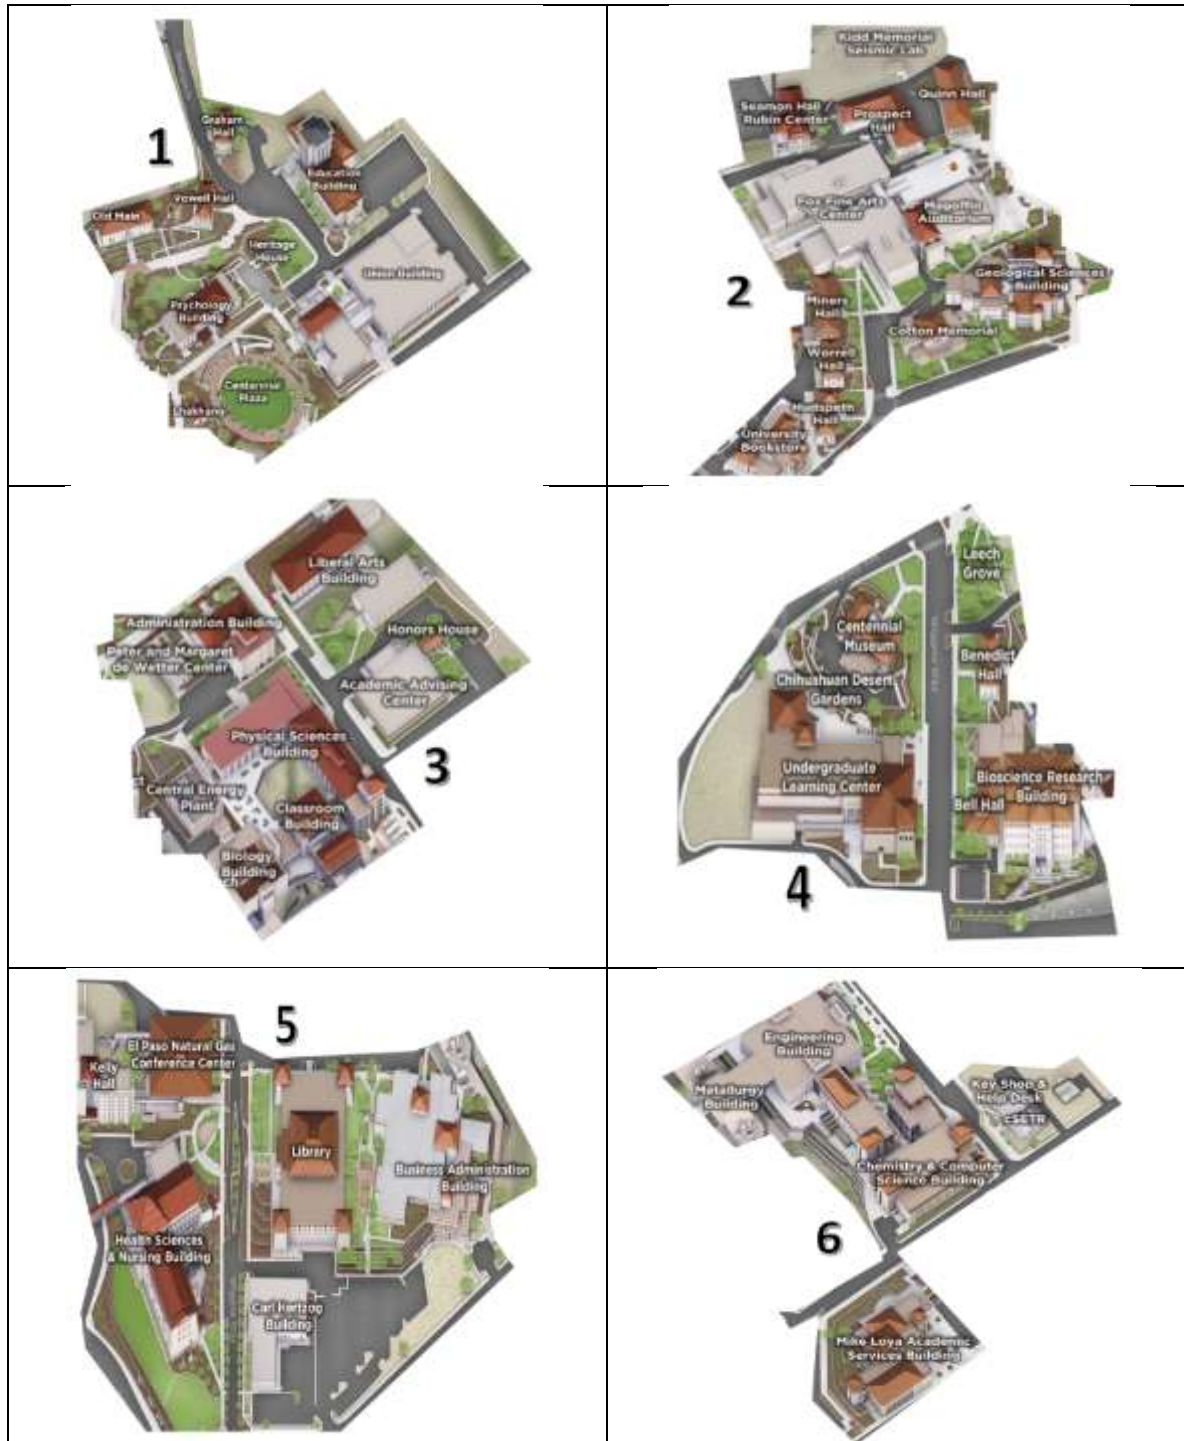 1
Graham
Hall
Education
Building
Vowell Hall
Old Main
Heritage
House
Union Building
Psychology
Building
Centennial
Plaza
Lhakhang
2
Kidd Memorial
Seismic Lab
Quinn Hall
Seamon Hall /
Rubin Center
Prospect
Hall
Fox Fine Arts
Center
Magoffin
Auditorium
Geological Sciences
Building
Miners
Hall
Cotton Memorial
Worrell
Hall
Hudspeth
Hall
University
Bookstore
3
Liberal Arts
Building
Administration Building
Honors House
Peter and Margaret
de Wetter Center
Academic Advising
Center
Physical Sciences
Building
Central Energy
Plant
Classroom
Building
Biology
Building
4
Leech
Grove
Centennial
Museum
Benedict
Hall
Chihuahuan Desert
Gardens
Undergraduate
Learning Center
Bioscience Research
Building
Bell Hall
5
El Paso Natural Gas
Conference Center
Kelly
Hall
Library
Business Administration
Building
Health Sciences
& Nursing Building
Carl Hertzog
Building
6
Engineering
Building
Metallurgy
Building
Key Shop &
Help Desk
cSETR
Chemistry & Computer
Science Building
Mike Loya Academic
Services Building